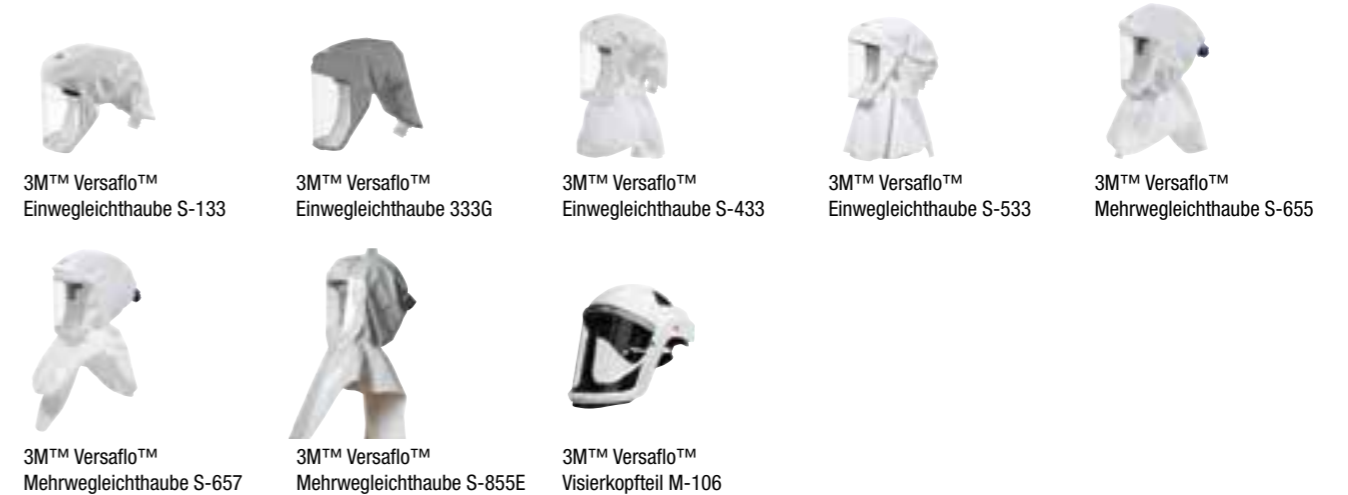 3M™ Versaflo™
Einwegleichthaube S-133
3M™ Versaflo™
Einwegleichthaube 333G
3M™ Versaflo™
Einwegleichthaube S-433
3M™ Versaflo™
Einwegleichthaube S-533
3M™ Versaflo™
Mehrwegleichthaube S-655
3M™ Versaflo™
Mehrwegleichthaube S-657
3M™ Versaflo™
Mehrwegleichthaube S-855E
3M™ Versaflo™
Visierkopfteil M-106